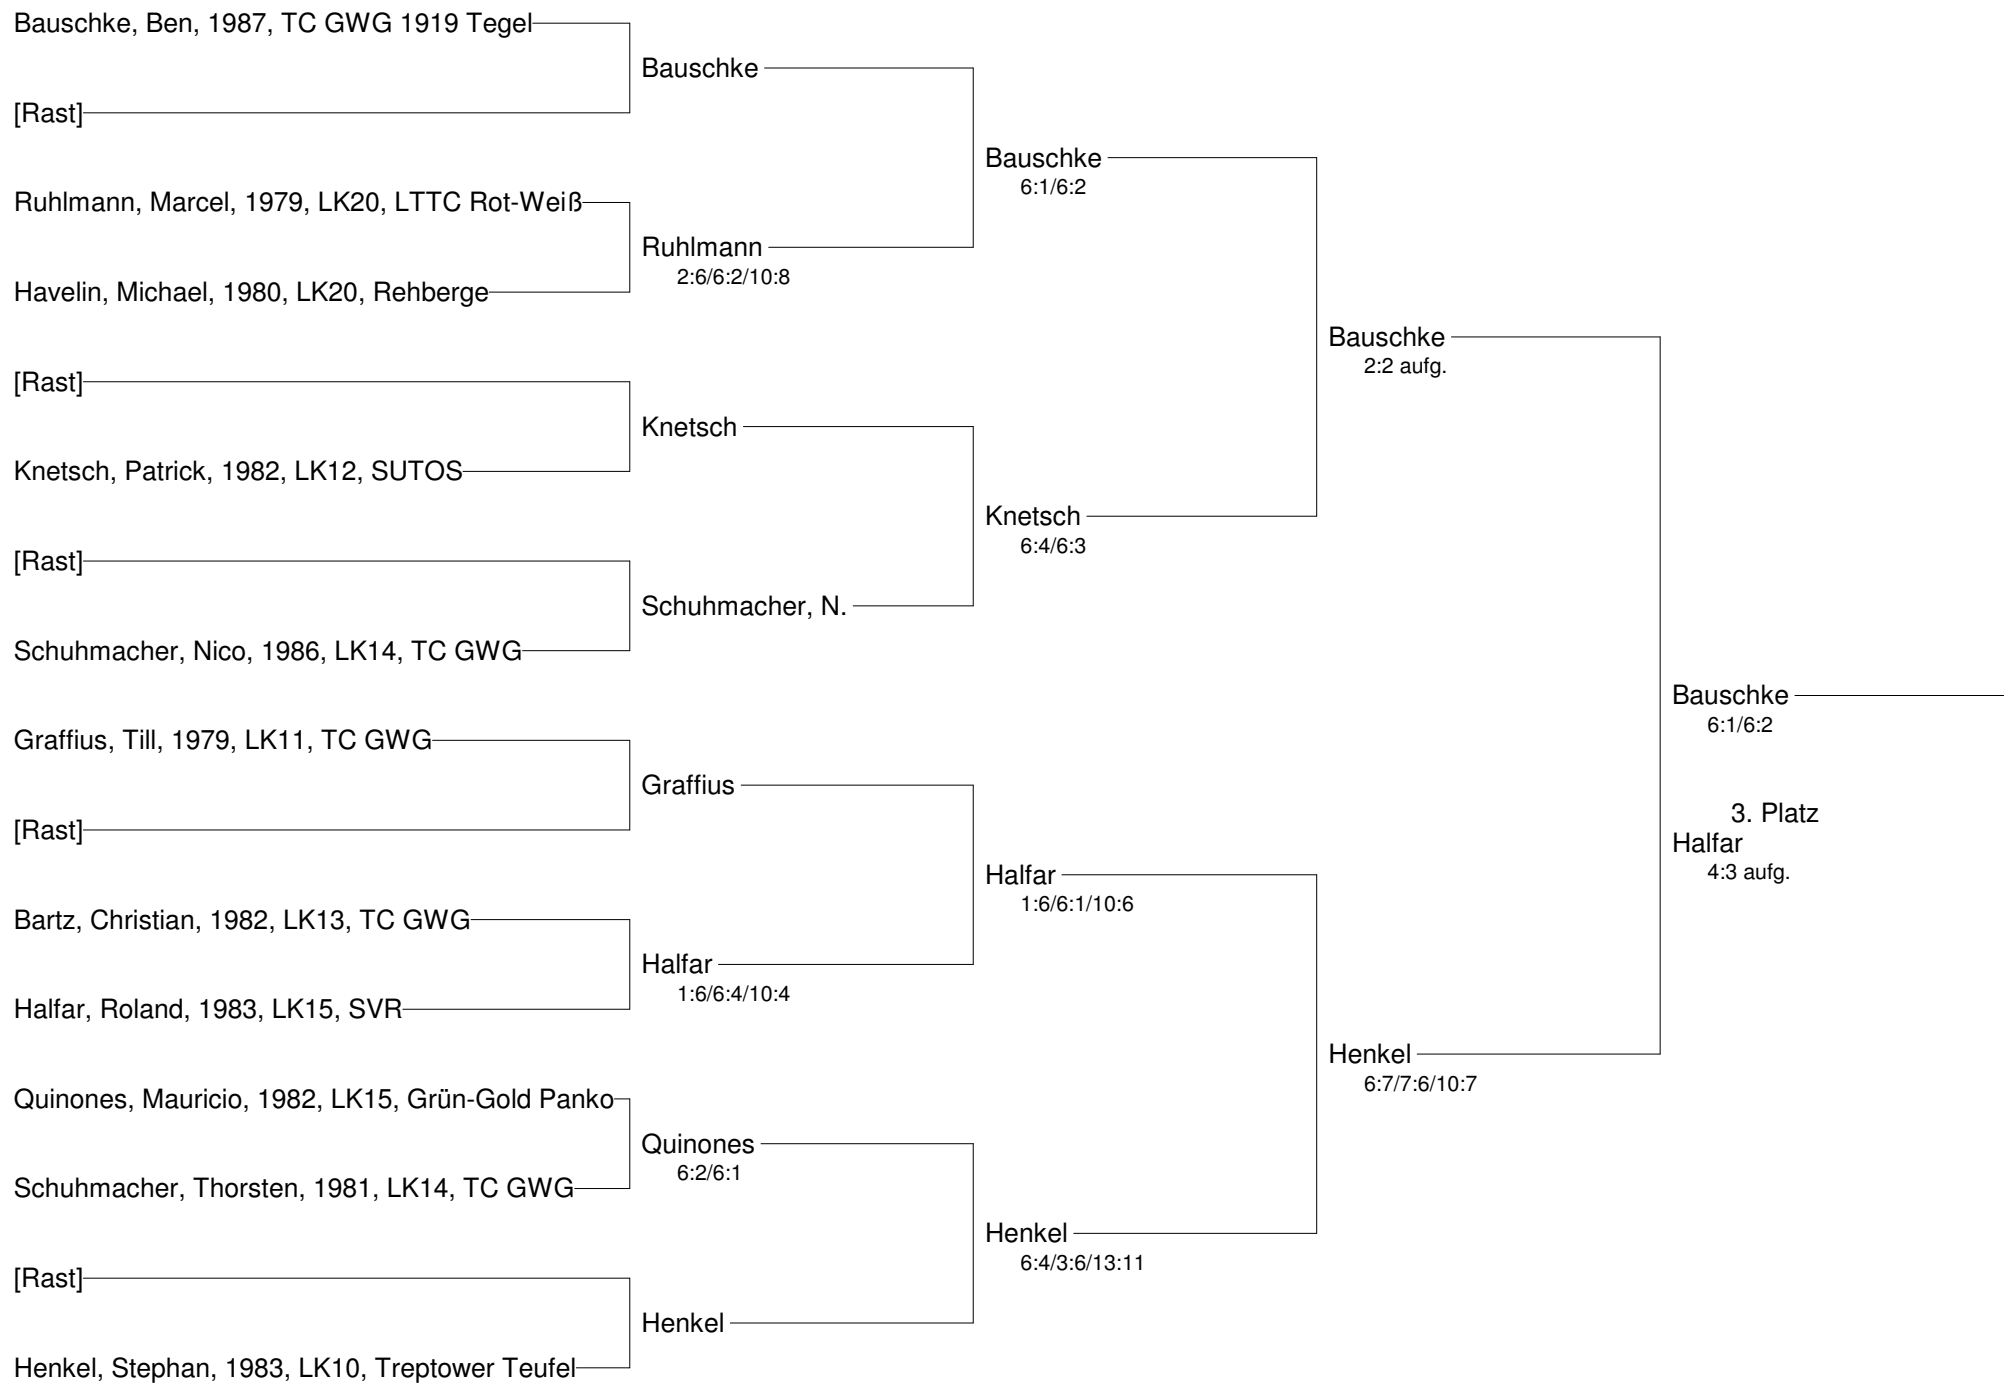 Bauschke, Ben, 1987, TC GWG 1919 Tegel
[Rast]
Ruhlmann, Marcel, 1979, LK20, LTTC Rot-Weiß
Havelin, Michael, 1980, LK20, Rehberge
[Rast]
Knetsch, Patrick, 1982, LK12, SUTOS
[Rast]
Schuhmacher, Nico, 1986, LK14, TC GWG
Graffius, Till, 1979, LK11, TC GWG
[Rast]
Bartz, Christian, 1982, LK13, TC GWG
Halfar, Roland, 1983, LK15, SVR
Quinones, Mauricio, 1982, LK15, Grün-Gold Panko
Schuhmacher, Thorsten, 1981, LK14, TC GWG
[Rast]
Henkel, Stephan, 1983, LK10, Treptower Teufel
Bauschke
Ruhlmann
2:6/6:2/10:8
Knetsch
Schuhmacher, N.
Graffius
Halfar
1:6/6:4/10:4
Quinones
6:2/6:1
Henkel
Bauschke
6:1/6:2
Knetsch
6:4/6:3
Halfar
1:6/6:1/10:6
Henkel
6:4/3:6/13:11
Bauschke
2:2 aufg.
Henkel
6:7/7:6/10:7
Bauschke
6:1/6:2
3. Platz
Halfar
4:3 aufg.